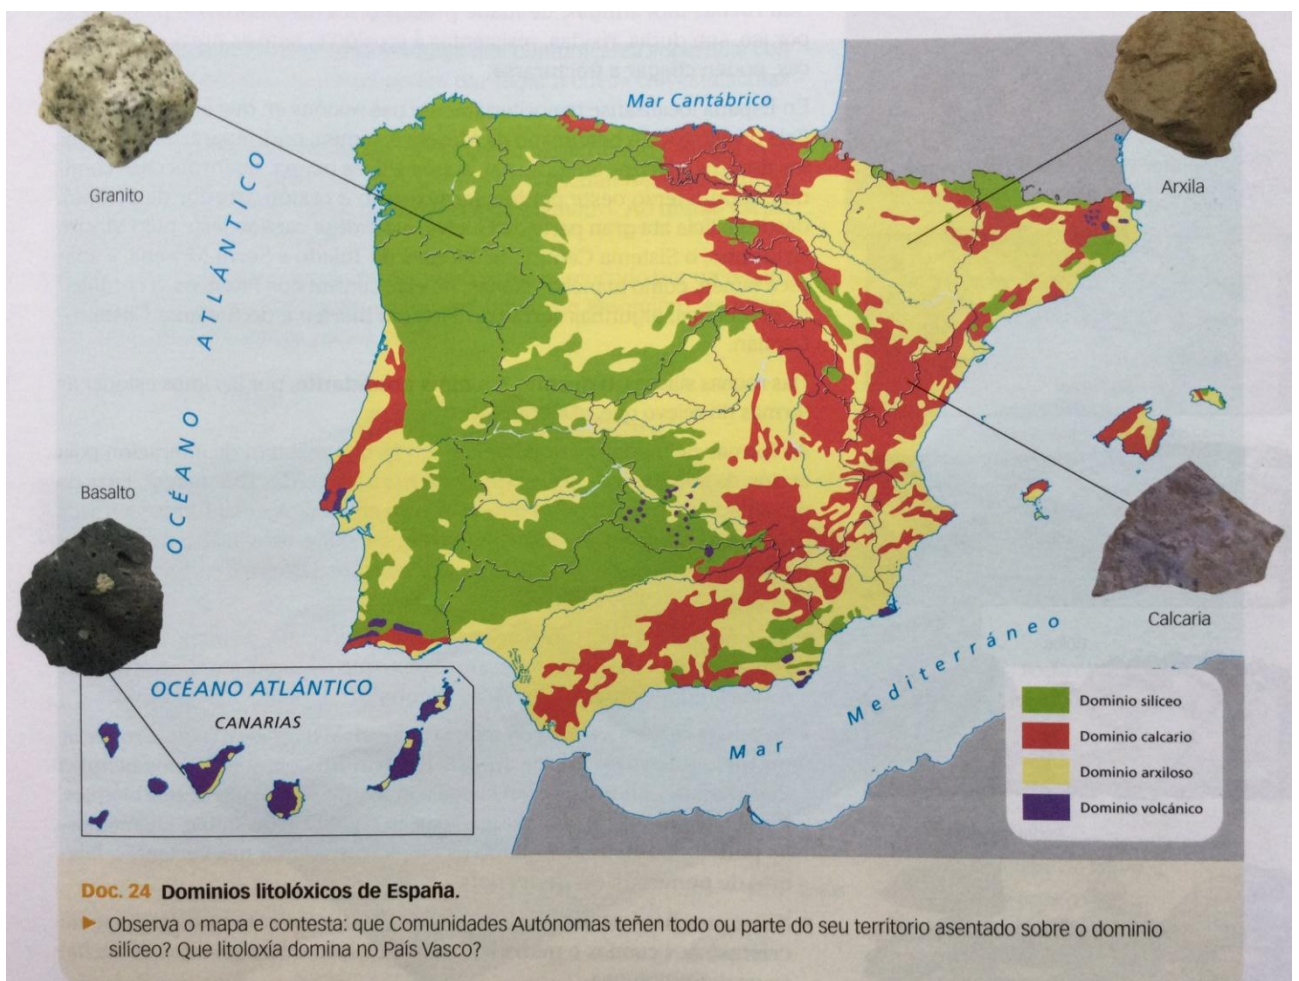 Mar Cantábrico
Granito
Arxila
OCÉANO ATLÁNTICO
Basalto
Calcaria
Mar Mediterráneo
OCÉANO ATLÁNTICO
CANARIAS
Dominio silíceo
Dominio calcario
Dominio arxiloso
Dominio volcánico
Doc. 24 Dominios litolóxicos de España.
Observa o mapa e contesta: que Comunidades Autónomas teñen todo ou parte do seu territorio asentado sobre o dominio
silíceo? Que litoloxía domina no País Vasco?